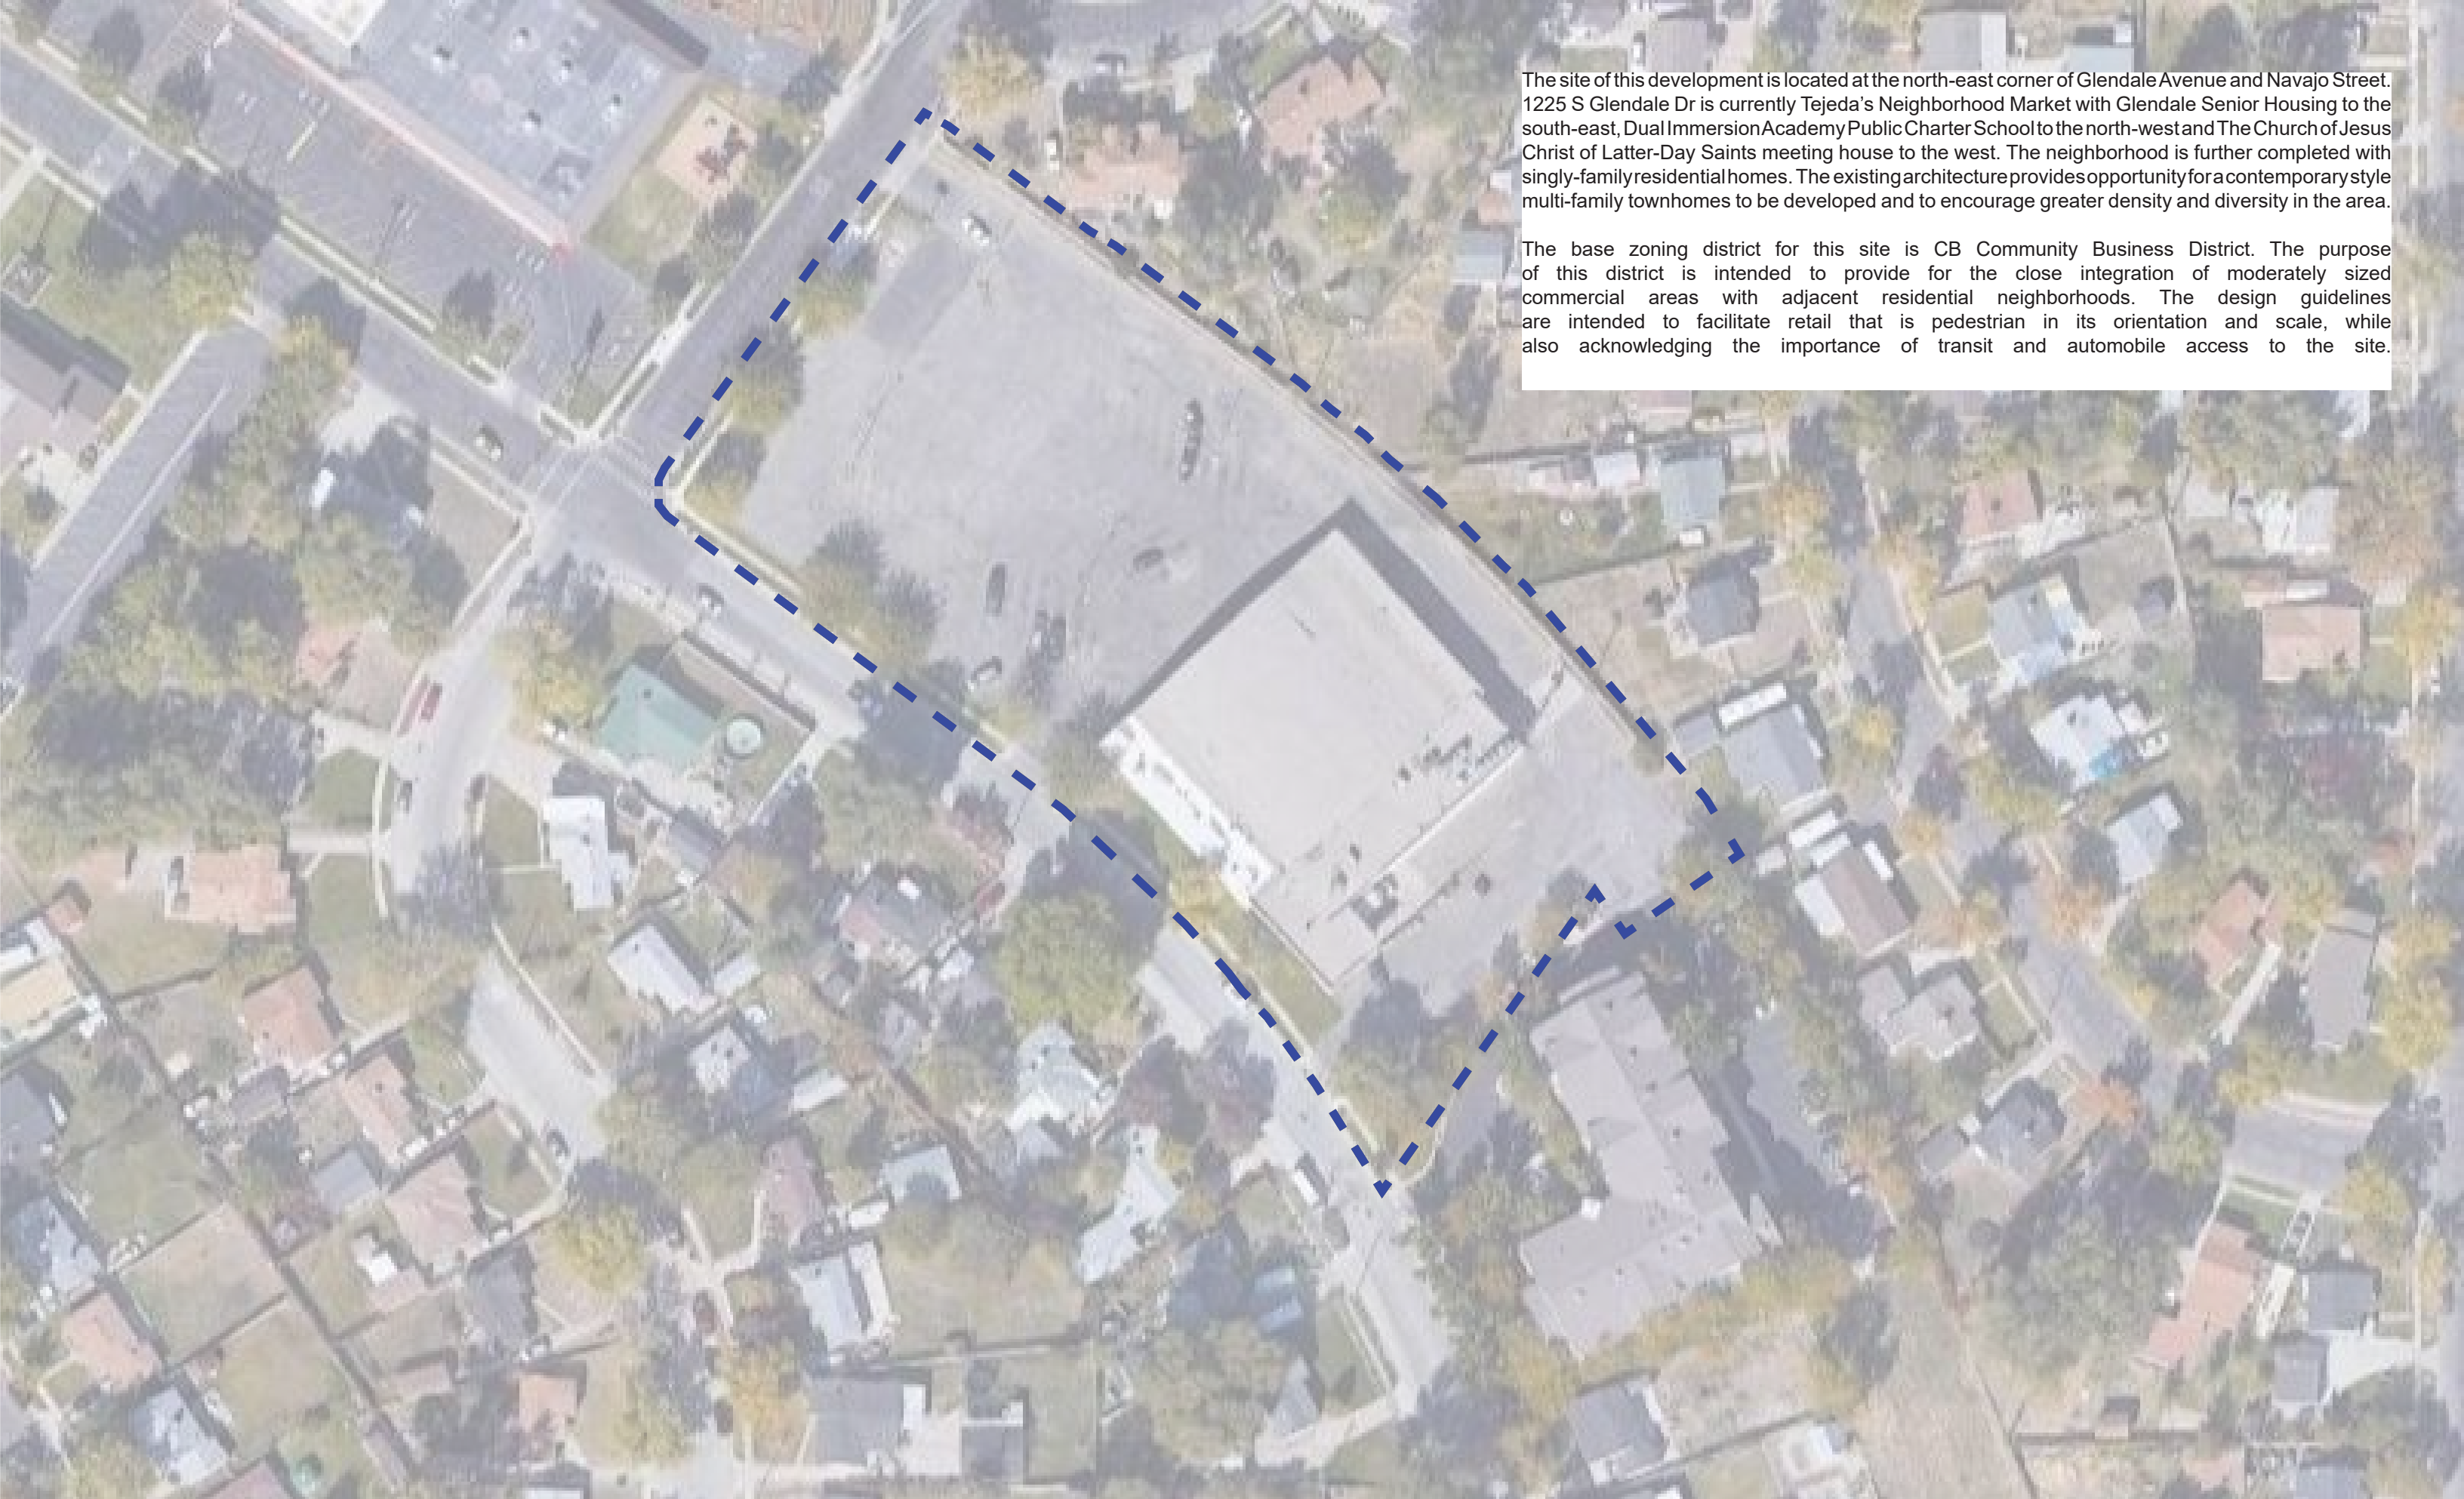 The site of this development is located at the north-east corner of Glendale Avenue and Navajo Street.
1225 S Glendale Dr is currently Tejeda’s Neighborhood Market with Glendale Senior Housing to the
south-east, Dual Immersion Academy Public Charter School to the north-west and The Church of Jesus
Christ of Latter-Day Saints meeting house to the west. The neighborhood is further completed with
singly-family residential homes. The existing architecture provides opportunity for a contemporary style
multi-family townhomes to be developed and to encourage greater density and diversity in the area.
The base zoning district for this site is CB Community Business District. The purpose
of this district is intended to provide for the close integration of moderately sized
commercial areas with adjacent residential neighborhoods. The design guidelines
are intended to facilitate retail that is pedestrian in its orientation and scale, while
also acknowledging the importance of transit and automobile access to the site.